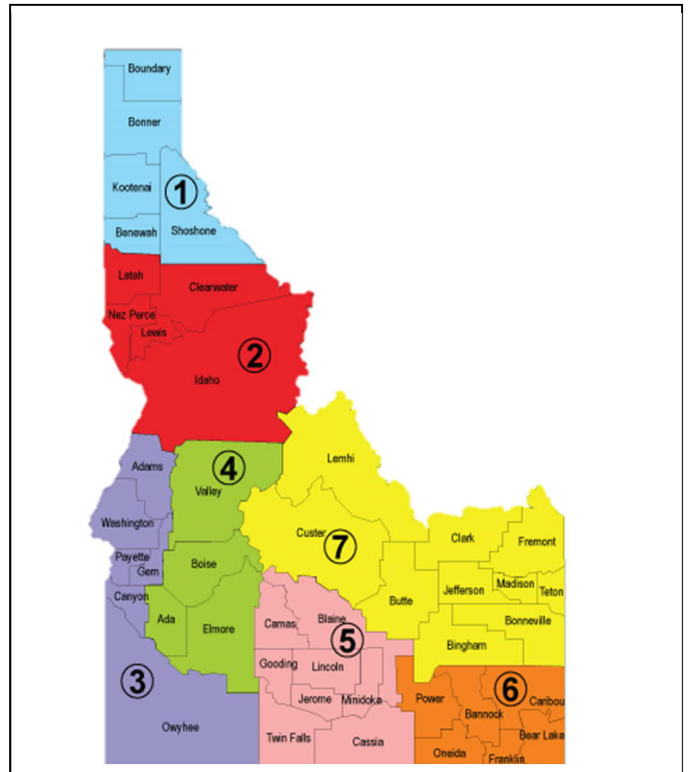 Boundary
Bonner
Kootenai
1
Benewah
Shoshone
Latah
Clearwater
Nez Perce
Lewis
2
Idaho
Adams
4
Valley
Lemhi
Washington
Custer
7
Clark
Fremont
Payette
Gem
Boise
Canyon
Butte
Jefferson
Madison
Teton
Ada
Elmore
Camas
Blaine
5
Bonneville
Bingham
Gooding
Lincoln
3
6
Power
Caribou
Jerome
Minidoka
Bannock
Owyhee
Twin Falls
Cassia
Bear Lake
Oneida
Franklin